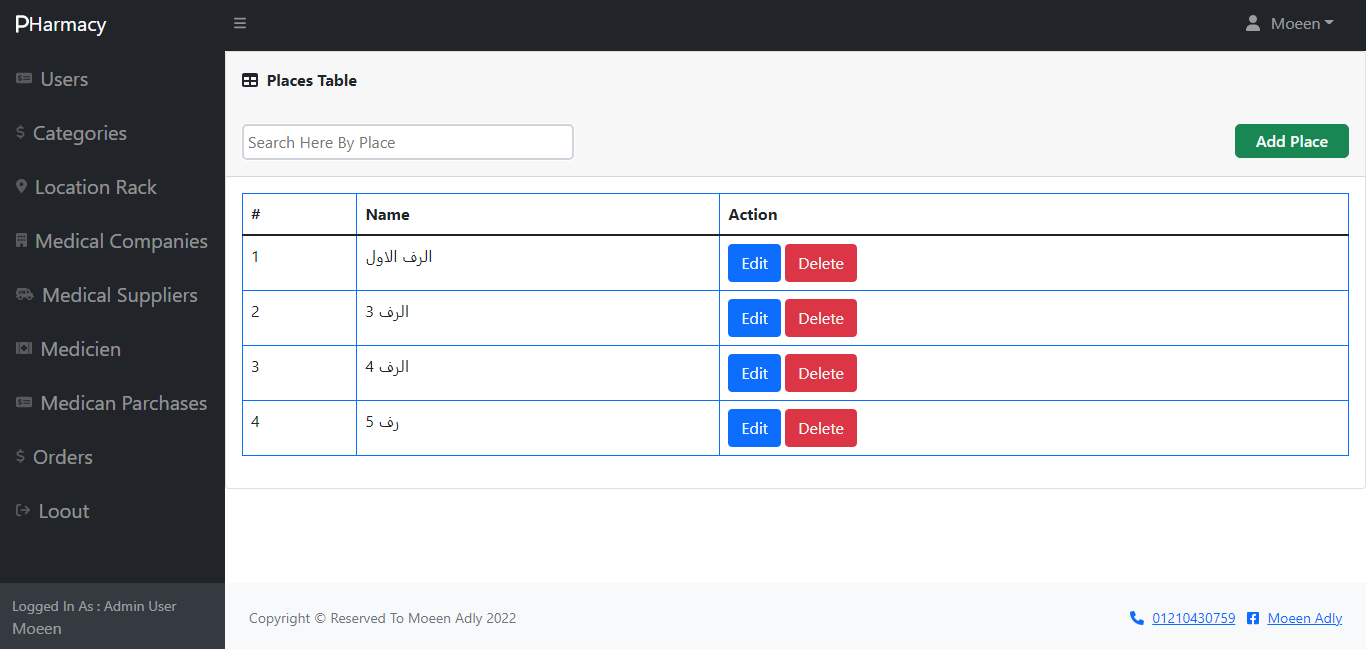 PHarmacy
Moeen
Users
Categories
Location Rack
Medical Companies
Medical Suppliers
Medicien
Medican Parchases
Orders
Loout
Logged In As : Admin User
Moeen
Places Table
Search Here By Place
Add Place
# Name Action
1 الرف الاول Edit Delete
2 الرف 3 Edit Delete
3 الرف 4 Edit Delete
4 رف 5 Edit Delete
Copyright © Reserved To Moeen Adly 2022
01210430759 Moeen Adly